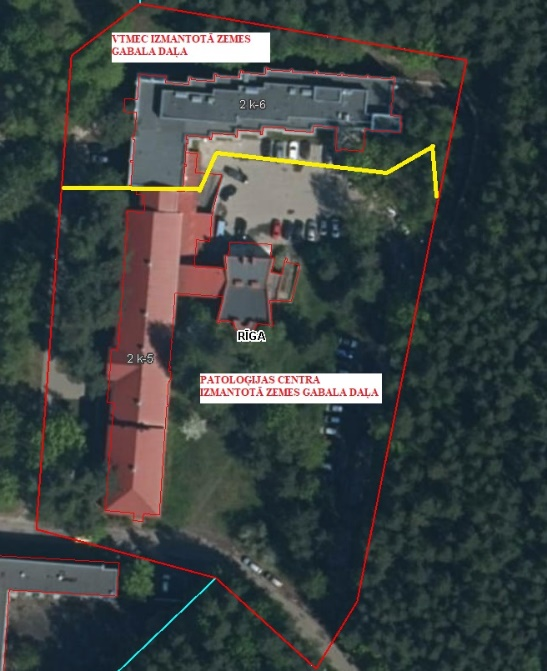 VTMEC IZMANTOTĀ ZEMES
GABALA DAĻA
2 k-6
RĪGA
2 k-5
PATOLOĢIJAS CENTRA
IZMANTOTĀ ZEMES GABALA DAĻA